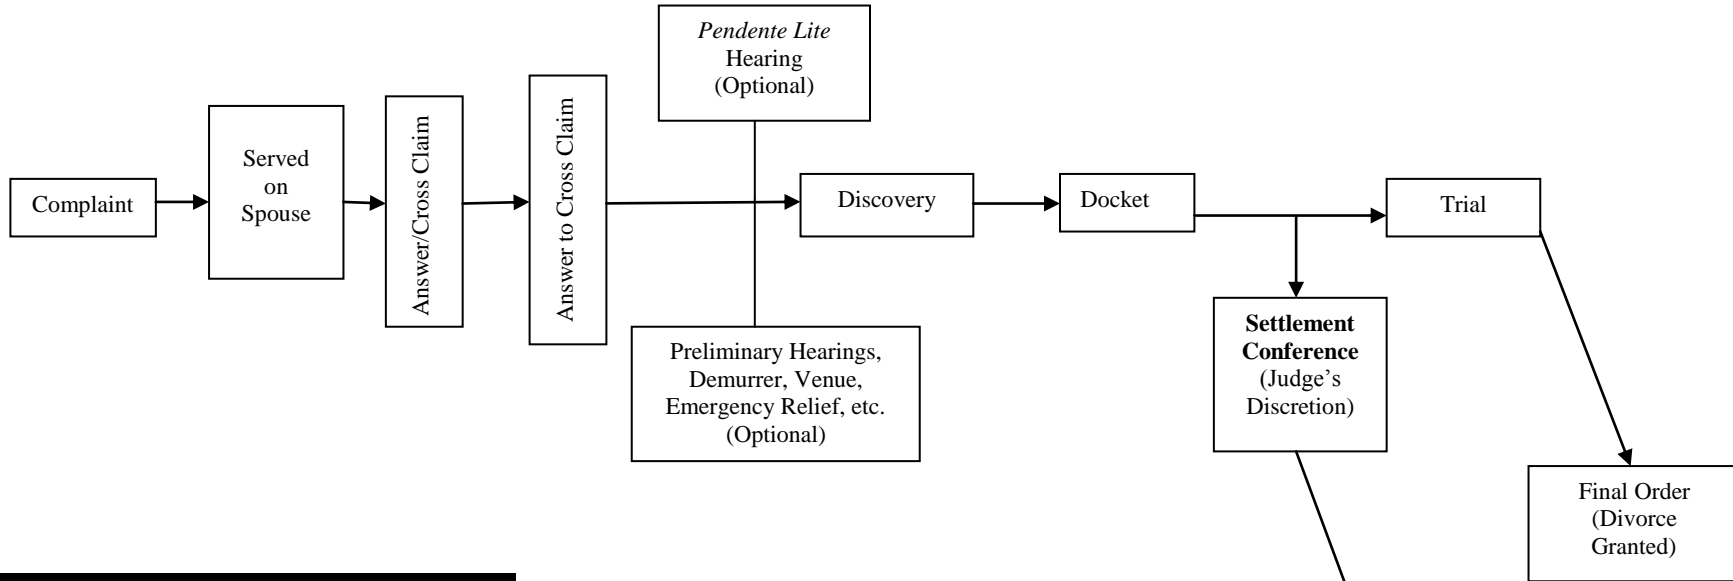 Complaint
Served
on
Spouse
Answer/Cross Claim
Answer to Cross Claim
Pendente Lite
Hearing
(Optional)
Preliminary Hearings,
Demurrer, Venue,
Emergency Relief, etc.
(Optional)
Discovery
Docket
Settlement
Conference
(Judge’s
Discretion)
Trial
Final Order
(Divorce
Granted)